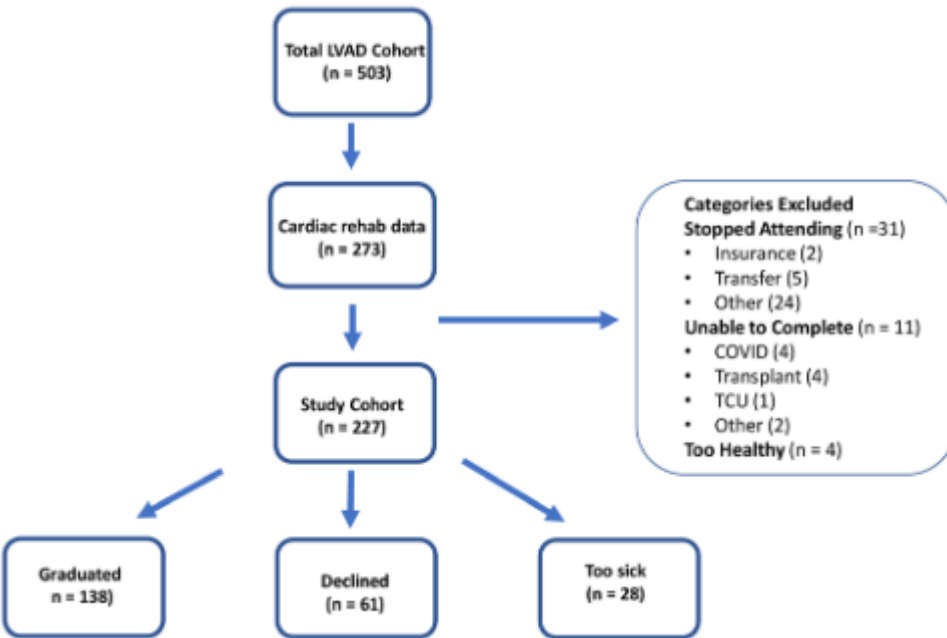 Total LVAD Cohort
(n = 503)
Cardiac rehab data
(n = 273)
Categories Excluded
Stopped Attending (n =31)
• Insurance (2)
• Transfer (5)
• Other (24)
Unable to Complete (n = 11)
• COVID (4)
• Transplant (4)
• TCU (1)
• Other (2)
Too Healthy (n = 4)
Study Cohort
(n = 227)
Graduated
n = 138)
Declined
(n = 61)
Too sick
(n = 28)